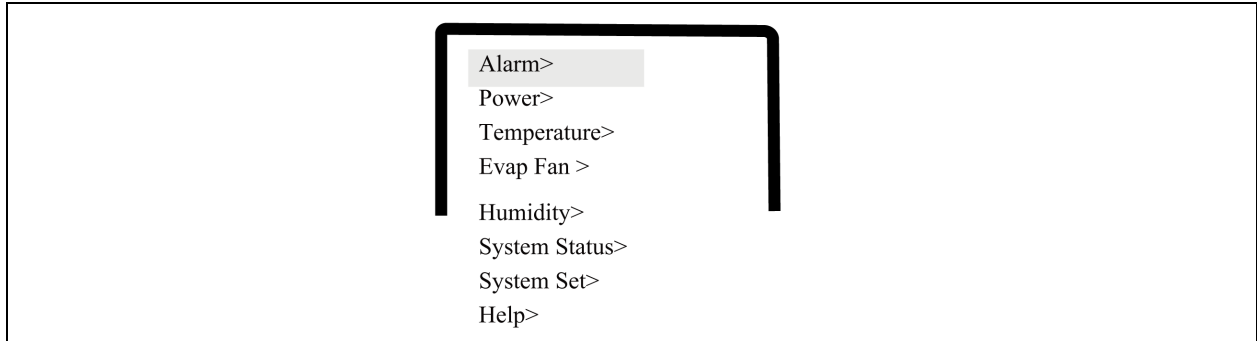 Alarm>
Power>
Temperature>
Evap Fan >
Humidity>
System Status>
System Set>
Help>